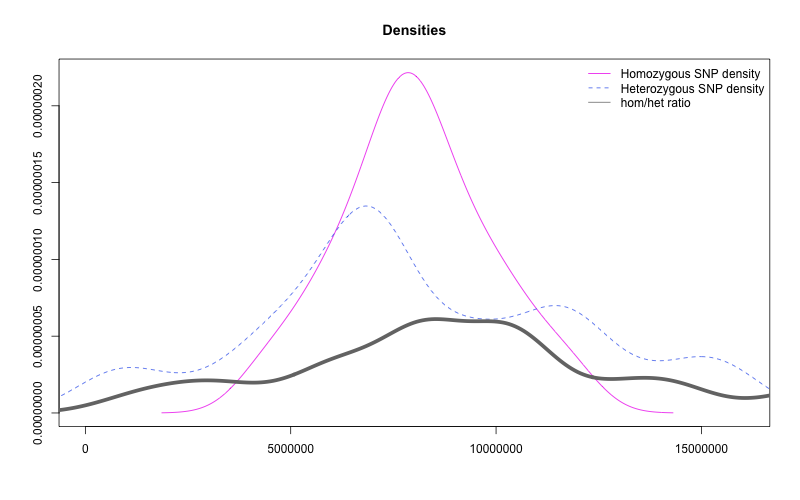 Densities
Homozygous SNP density
Heterozygous SNP density
hom/het ratio
0.00000020
0.00000015
0.00000010
0.00000005
0.00000000
0
5000000
10000000
15000000